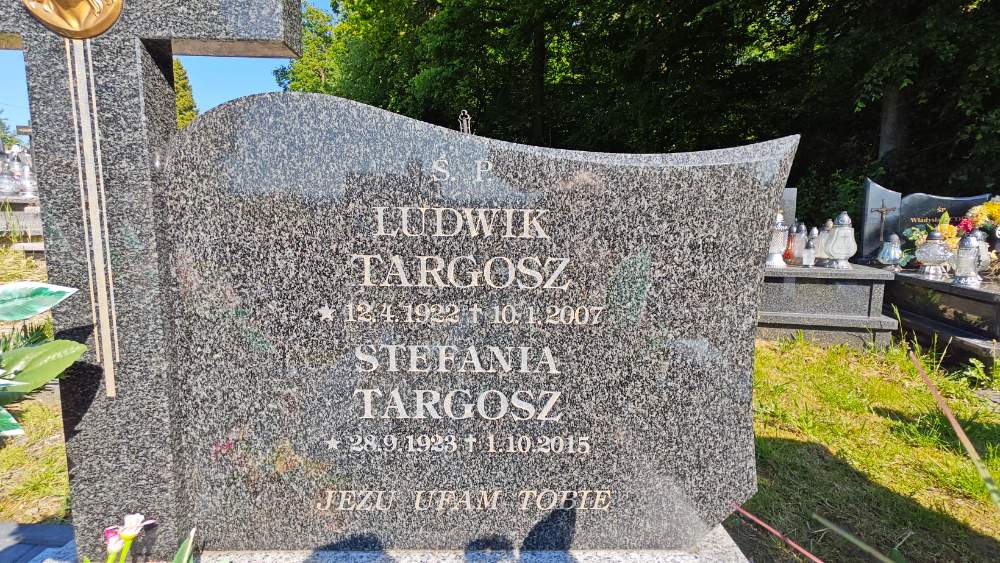 Ś. P.
LUDWIK
TARGOSZ
★ 12.4.1922 † 10.1.2007
STEFANIA
TARGOSZ
★ 28.9.1923 † 1.10.2015
JEZU UFAM TOBIE